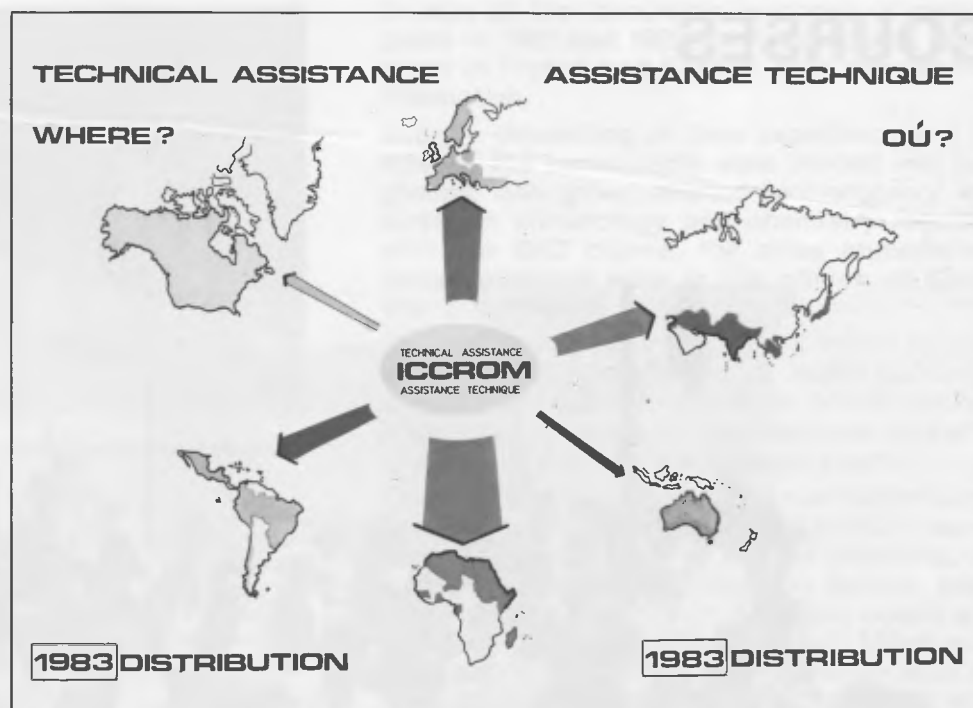 TECHNICAL ASSISTANCE
WHERE?
ASSISTANCE TECHNIQUE
OÚ?
TECHNICAL ASSISTANCE
ICCROM
ASSISTANCE TECHNIQUE
1983 DISTRIBUTION
1983 DISTRIBUTION